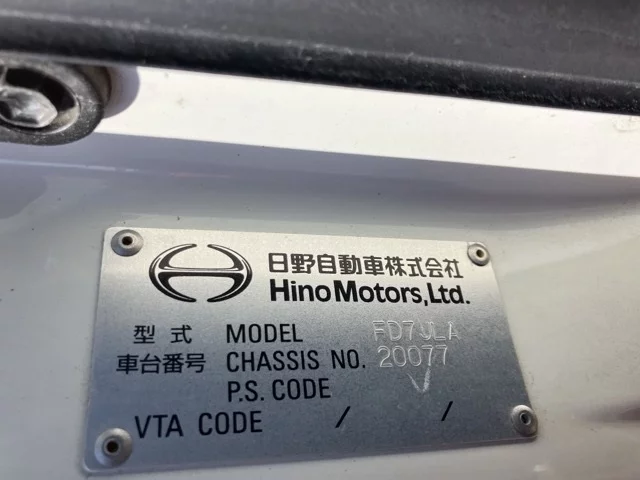 日野自動車株式会社
Hino Motors, Ltd.
型式 MODEL FD7JLA
車台番号 CHASSIS NO. 20077
P.S. CODE
VTA CODE / /